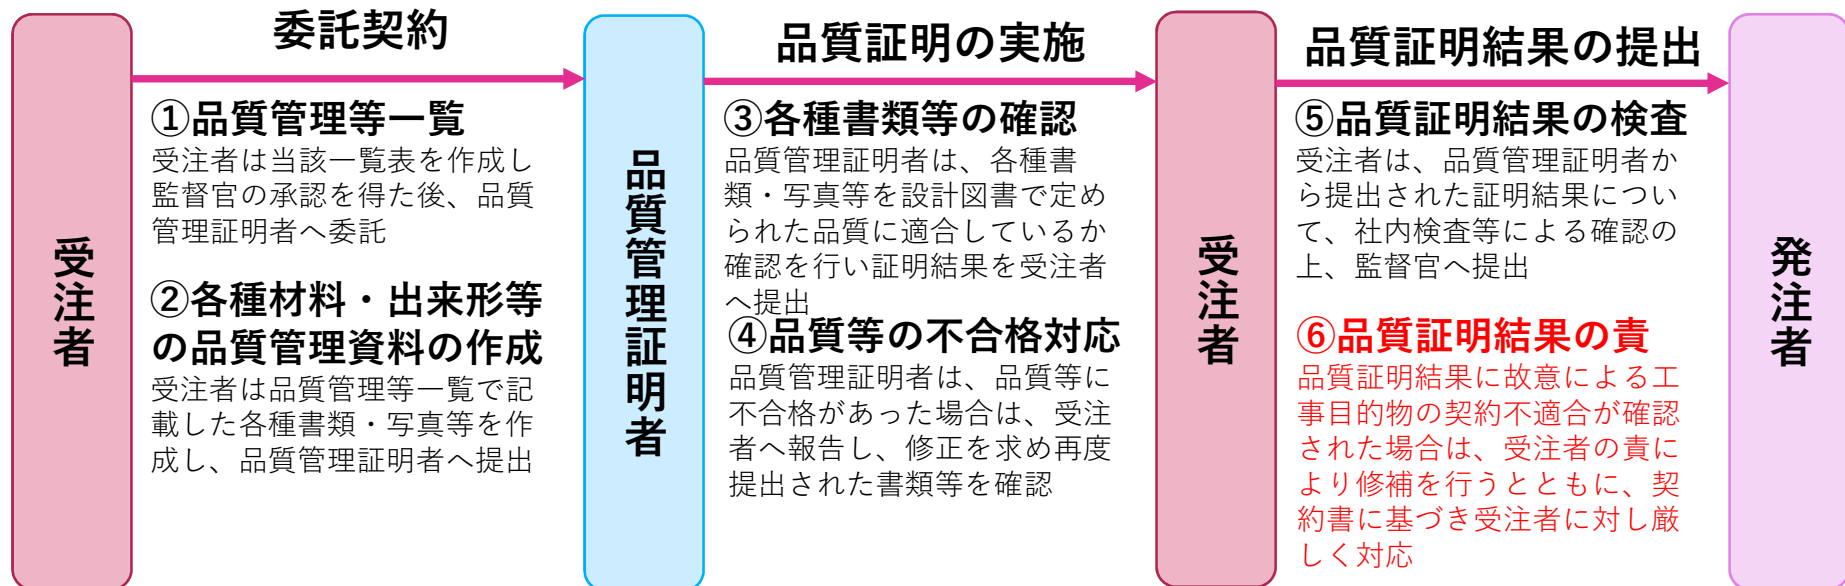 受注者
委託契約
①品質管理等一覧
受注者は当該一覧表を作成し
監督官の承認を得た後、品質
管理証明者へ委託
②各種材料・出来形等
の品質管理資料の作成
受注者は品質管理等一覧で記
載した各種書類・写真等を作
成し、品質管理証明者へ提出
品質管理証明者
品質証明の実施
③各種書類等の確認
品質管理証明者は、各種書
類・写真等を設計図書で定め
られた品質に適合しているか
確認を行い証明結果を受注者
へ提出
④品質等の不合格対応
品質管理証明者は、品質等に
不合格があった場合は、受注
者へ報告し、修正を求め再度
提出された書類等を確認
受注者
品質証明結果の提出
⑤品質証明結果の検査
受注者は、品質管理証明者か
ら提出された証明結果につい
て、社内検査等による確認の
上、監督官へ提出
⑥品質証明結果の責
品質証明結果に故意による工
事目的物の契約不適合が確認
された場合は、受注者の責に
より修補を行うとともに、契
約書に基づき受注者に対し厳
しく対応
発注者